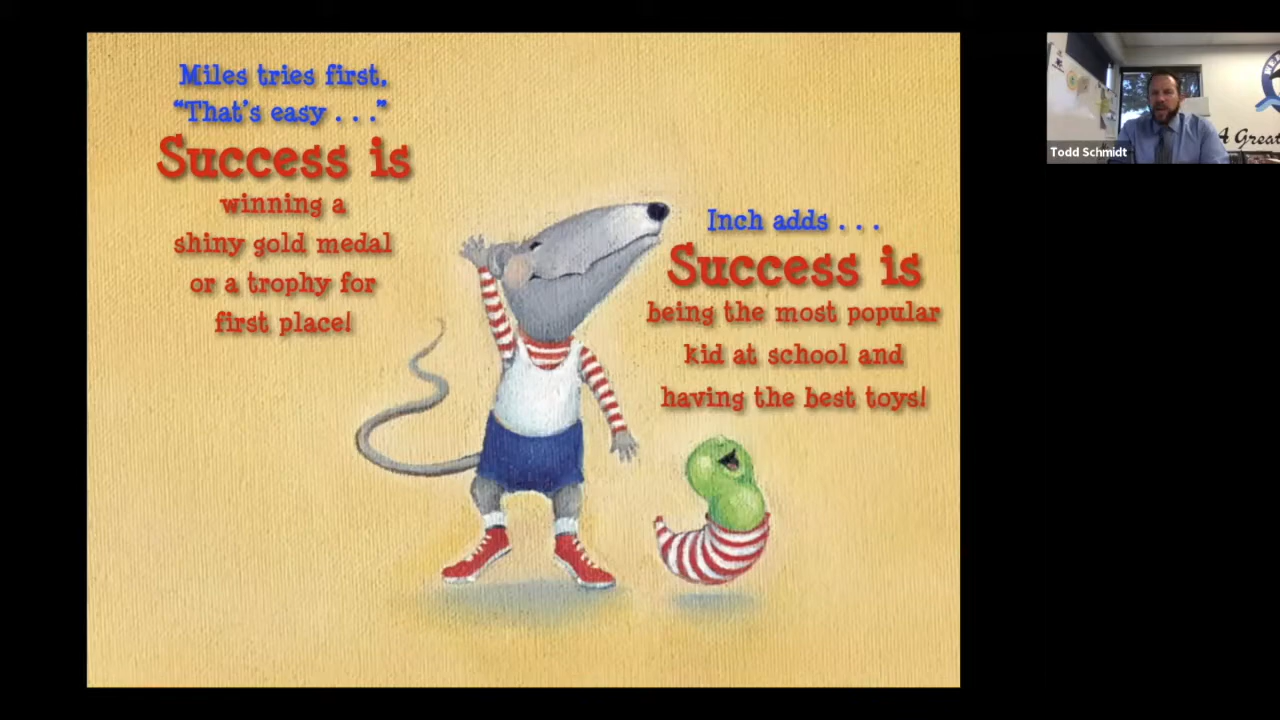 Miles tries first,
“That’s easy . . .”
Success is
winning a
shiny gold medal
or a trophy for
first place!
Inch adds . . .
Success is
being the most popular
kid at school and
having the best toys!
Todd Schmidt
A Great